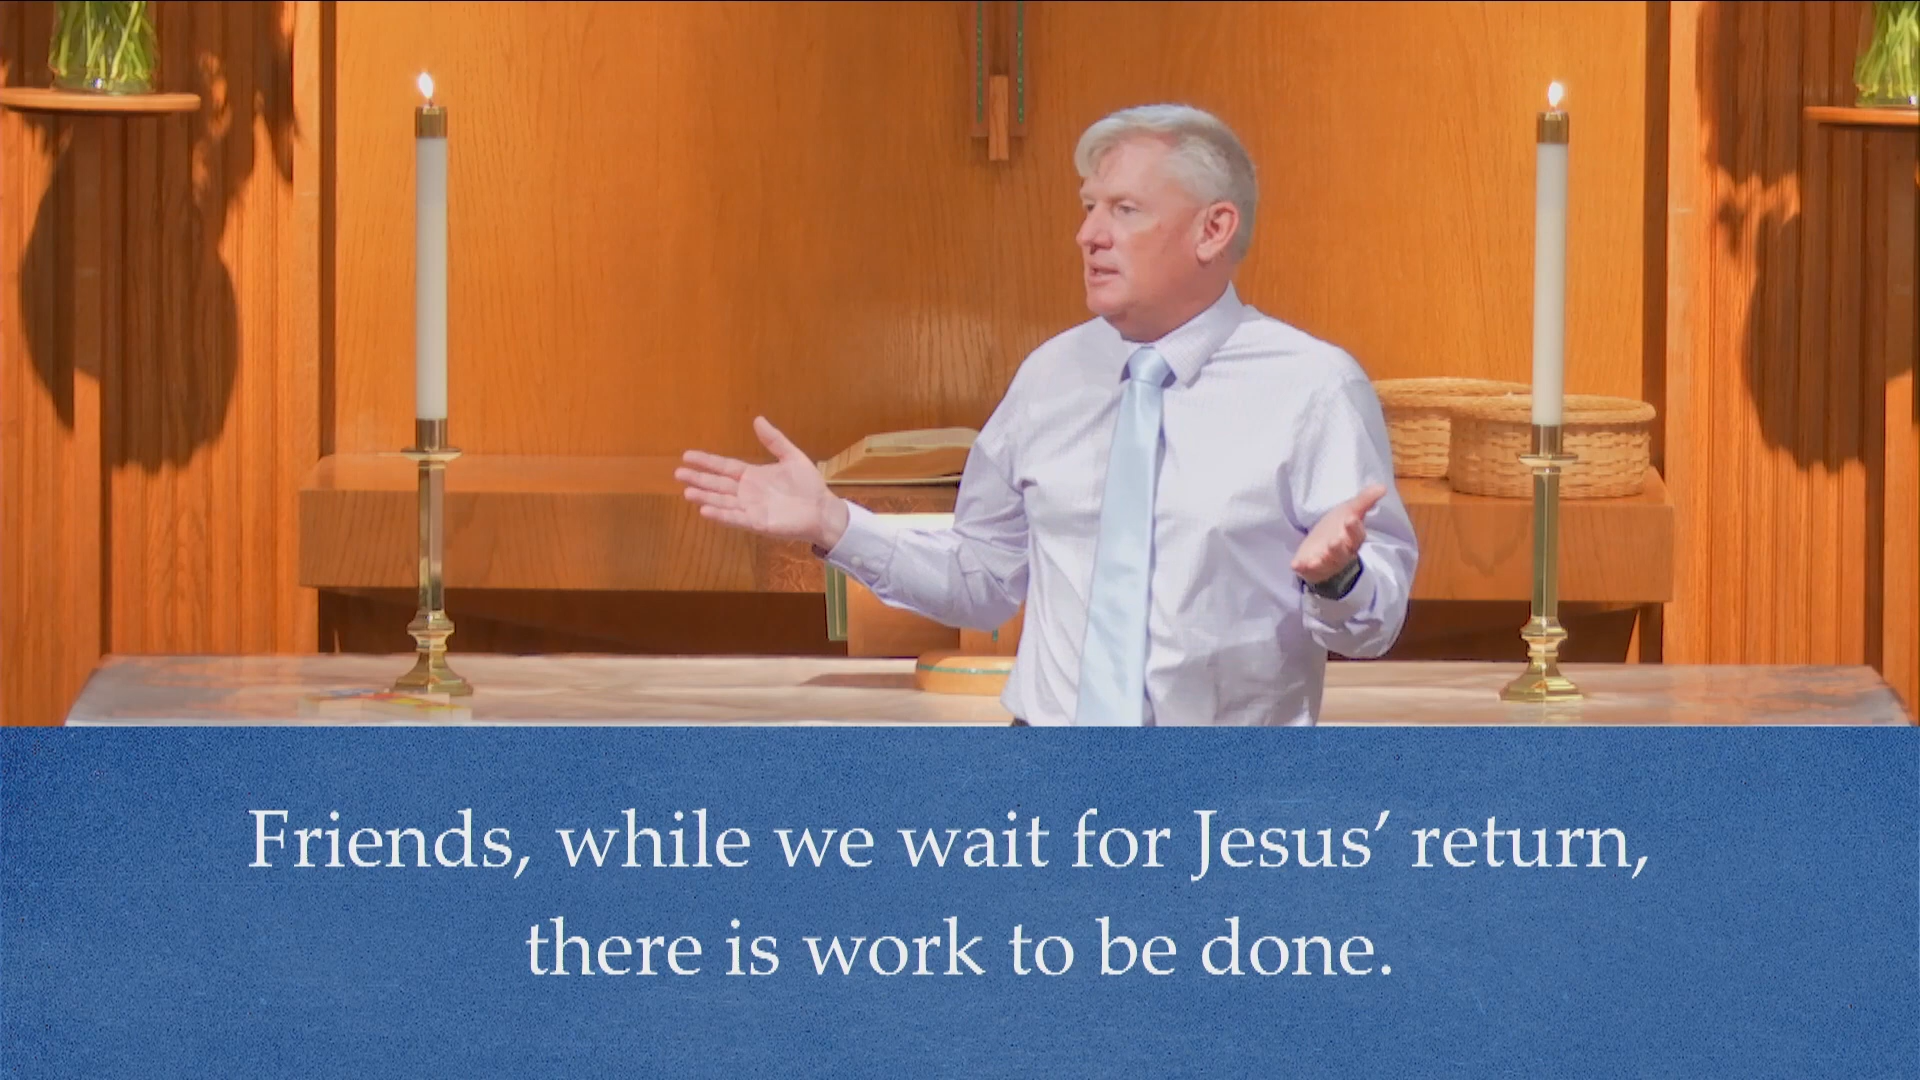 Friends, while we wait for Jesus’ return,
there is work to be done.